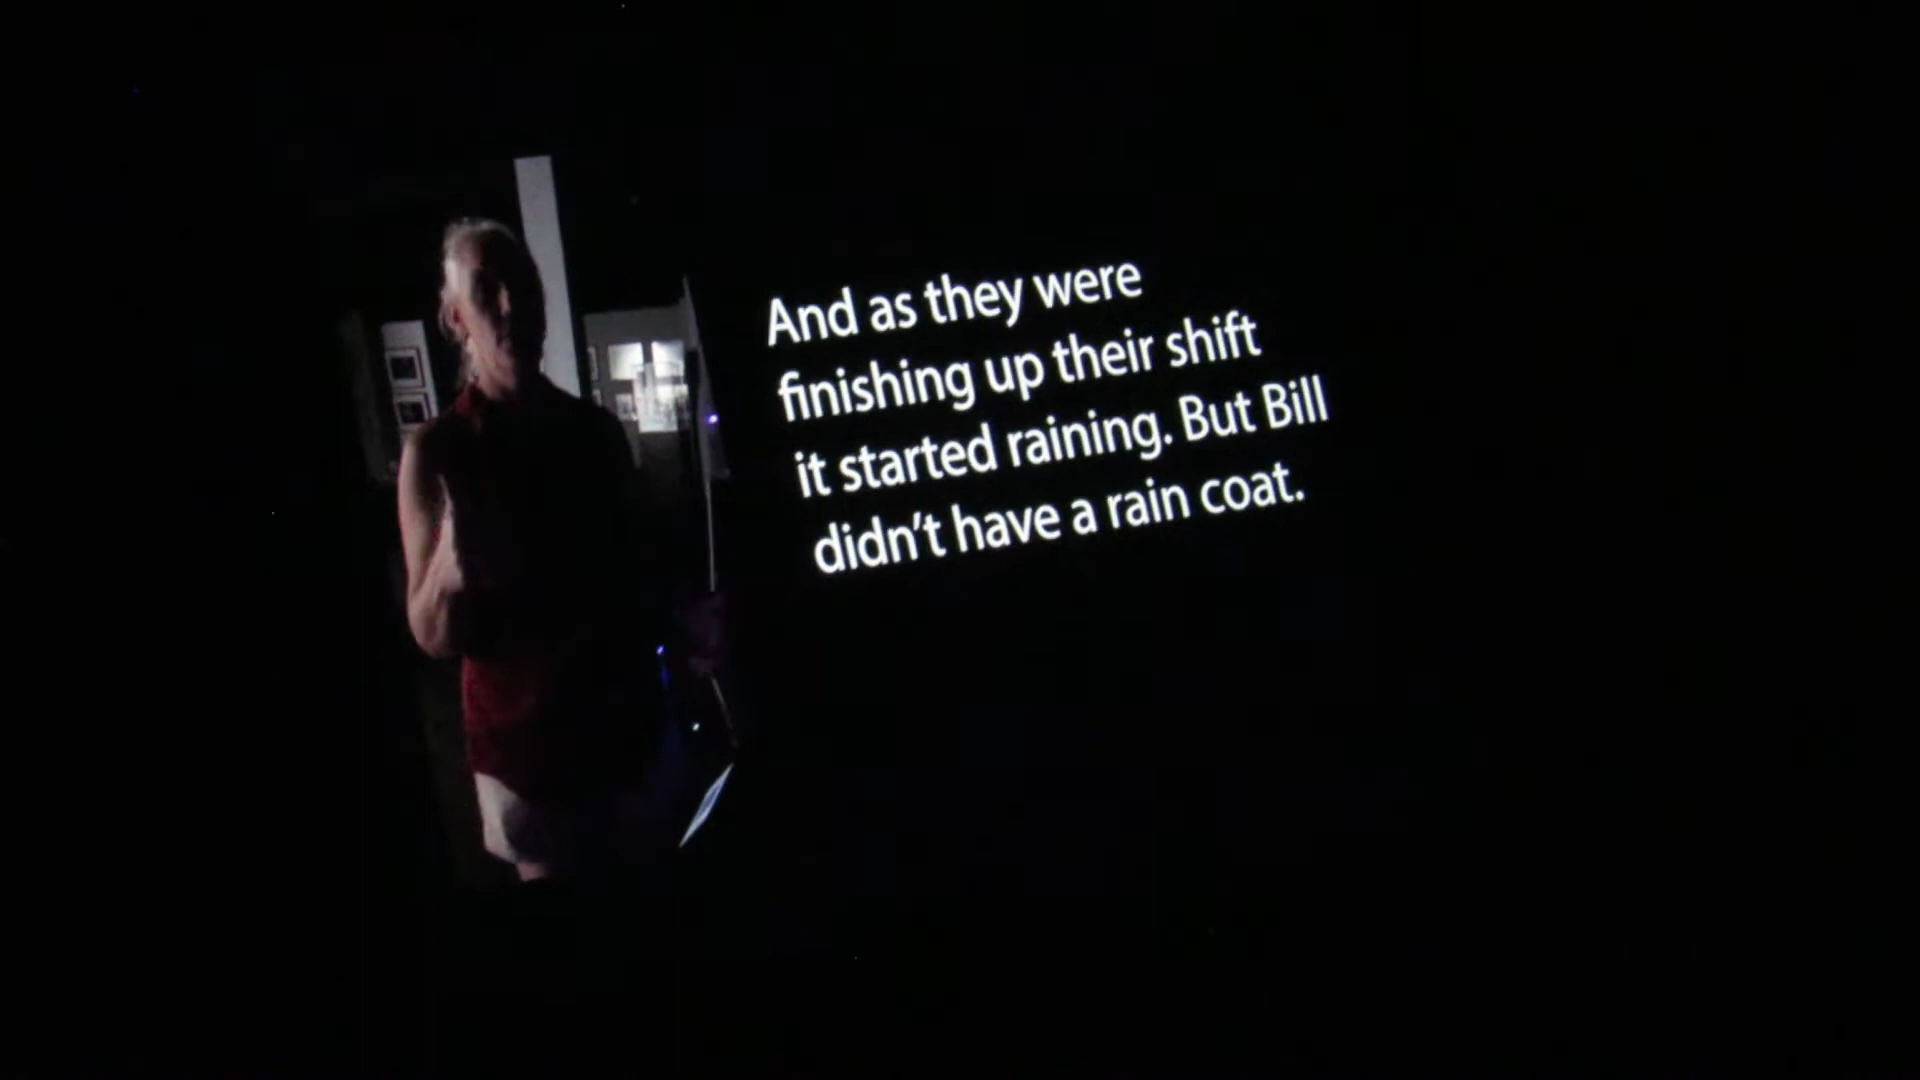 And as they were
finishing up their shift
it started raining. But Bill
didn't have a rain coat.